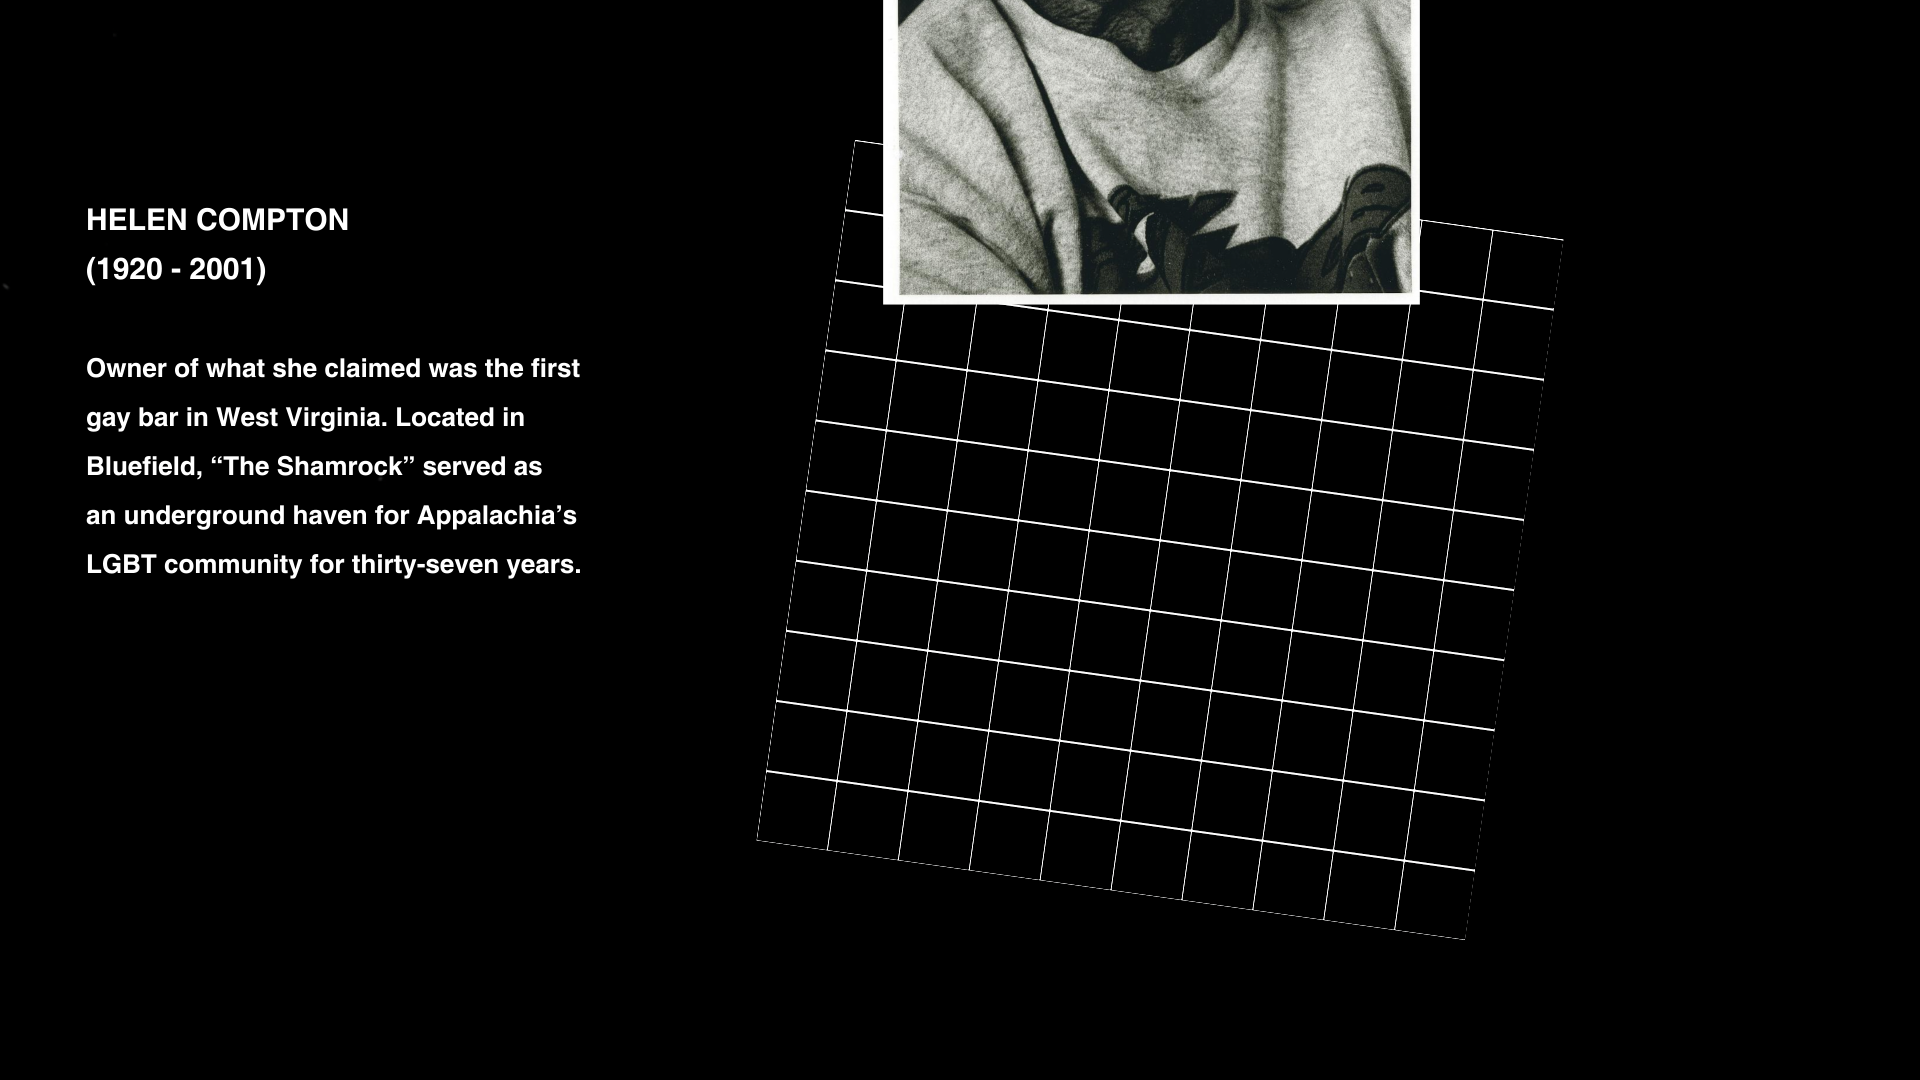 HELEN COMPTON
(1920 - 2001)
Owner of what she claimed was the first
gay bar in West Virginia. Located in
Bluefield, “The Shamrock” served as
an underground haven for Appalachia’s
LGBT community for thirty-seven years.